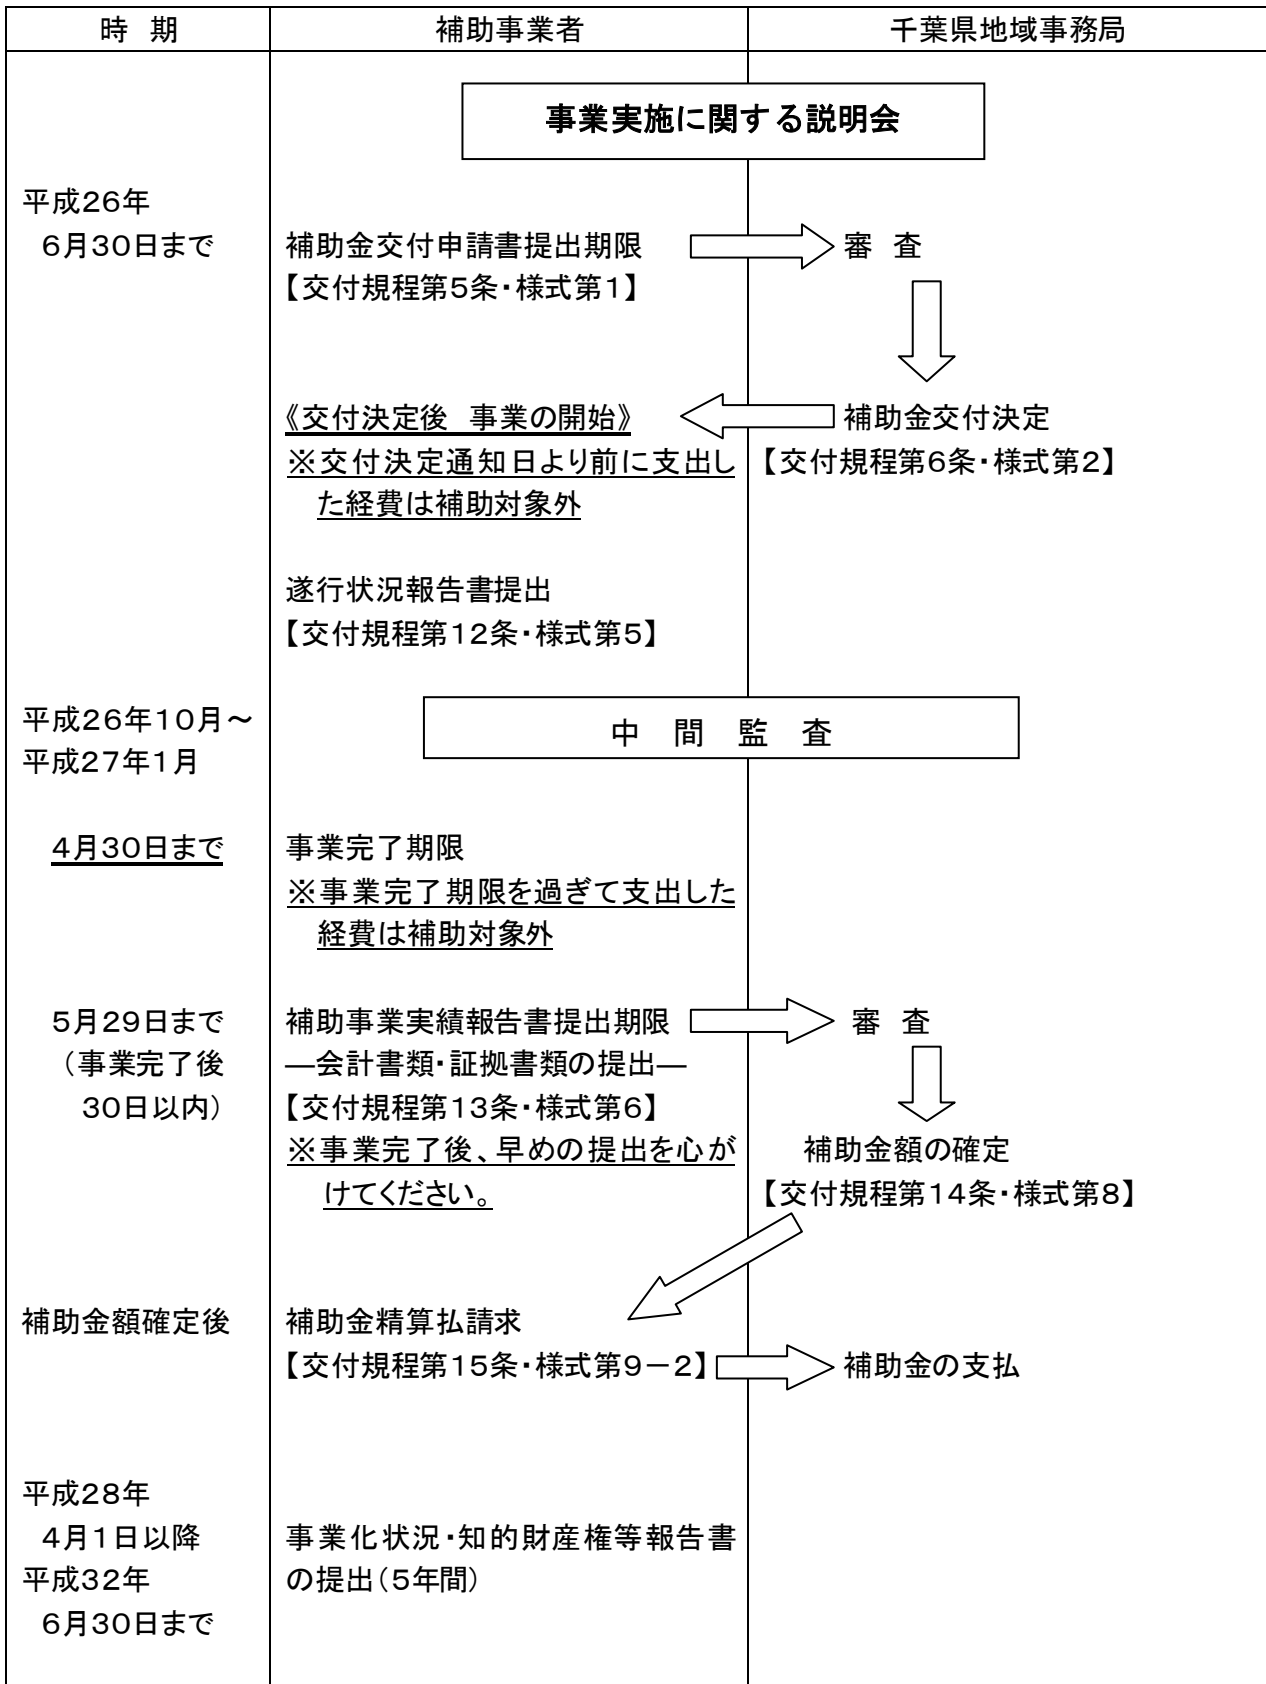 時 期 補助事業者 千葉県地域事務局
事業実施に関する説明会
平成26年
6月30日まで 補助金交付申請書提出期限 審 査
【交付規程第5条・様式第1】
《交付決定後 事業の開始》 補助金交付決定
※交付決定通知日より前に支出し 【交付規程第6条・様式第2】
た経費は補助対象外
遂行状況報告書提出
【交付規程第12条・様式第5】
平成26年10月～
中 間 監 査
平成27年1月
4月30日まで 事業完了期限
※事業完了期限を過ぎて支出した
経費は補助対象外
5月29日まで 補助事業実績報告書提出期限 審 査
（事業完了後 ―会計書類・証拠書類の提出―
30日以内） 【交付規程第13条・様式第6】
※事業完了後、早めの提出を心が 補助金額の確定
けてください。 【交付規程第14条・様式第8】
補助金額確定後 補助金精算払請求
【交付規程第15条・様式第9－2】 補助金の支払
平成28年
4月1日以降 事業化状況・知的財産権等報告書
平成32年 の提出（5年間）
6月30日まで